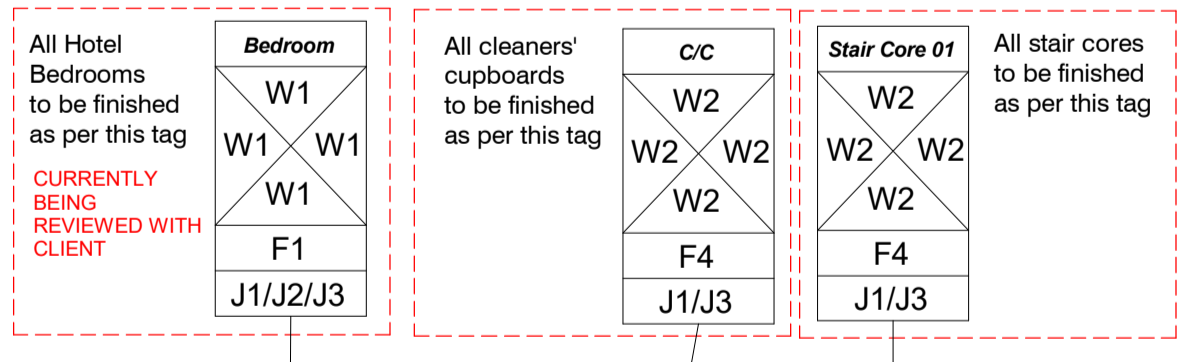 All Hotel
Bedrooms
to be finished
as per this tag
CURRENTLY
BEING
REVIEWED WITH
CLIENT
Bedroom
W1
W1 W1
W1
F1
J1/J2/J3
All cleaners'
cupboards
to be finished
as per this tag
C/C
W2
W2 W2
W2
F4
J1/J3
Stair Core 01
W2
W2 W2
W2
F4
J1/J3
All stair cores
to be finished
as per this tag